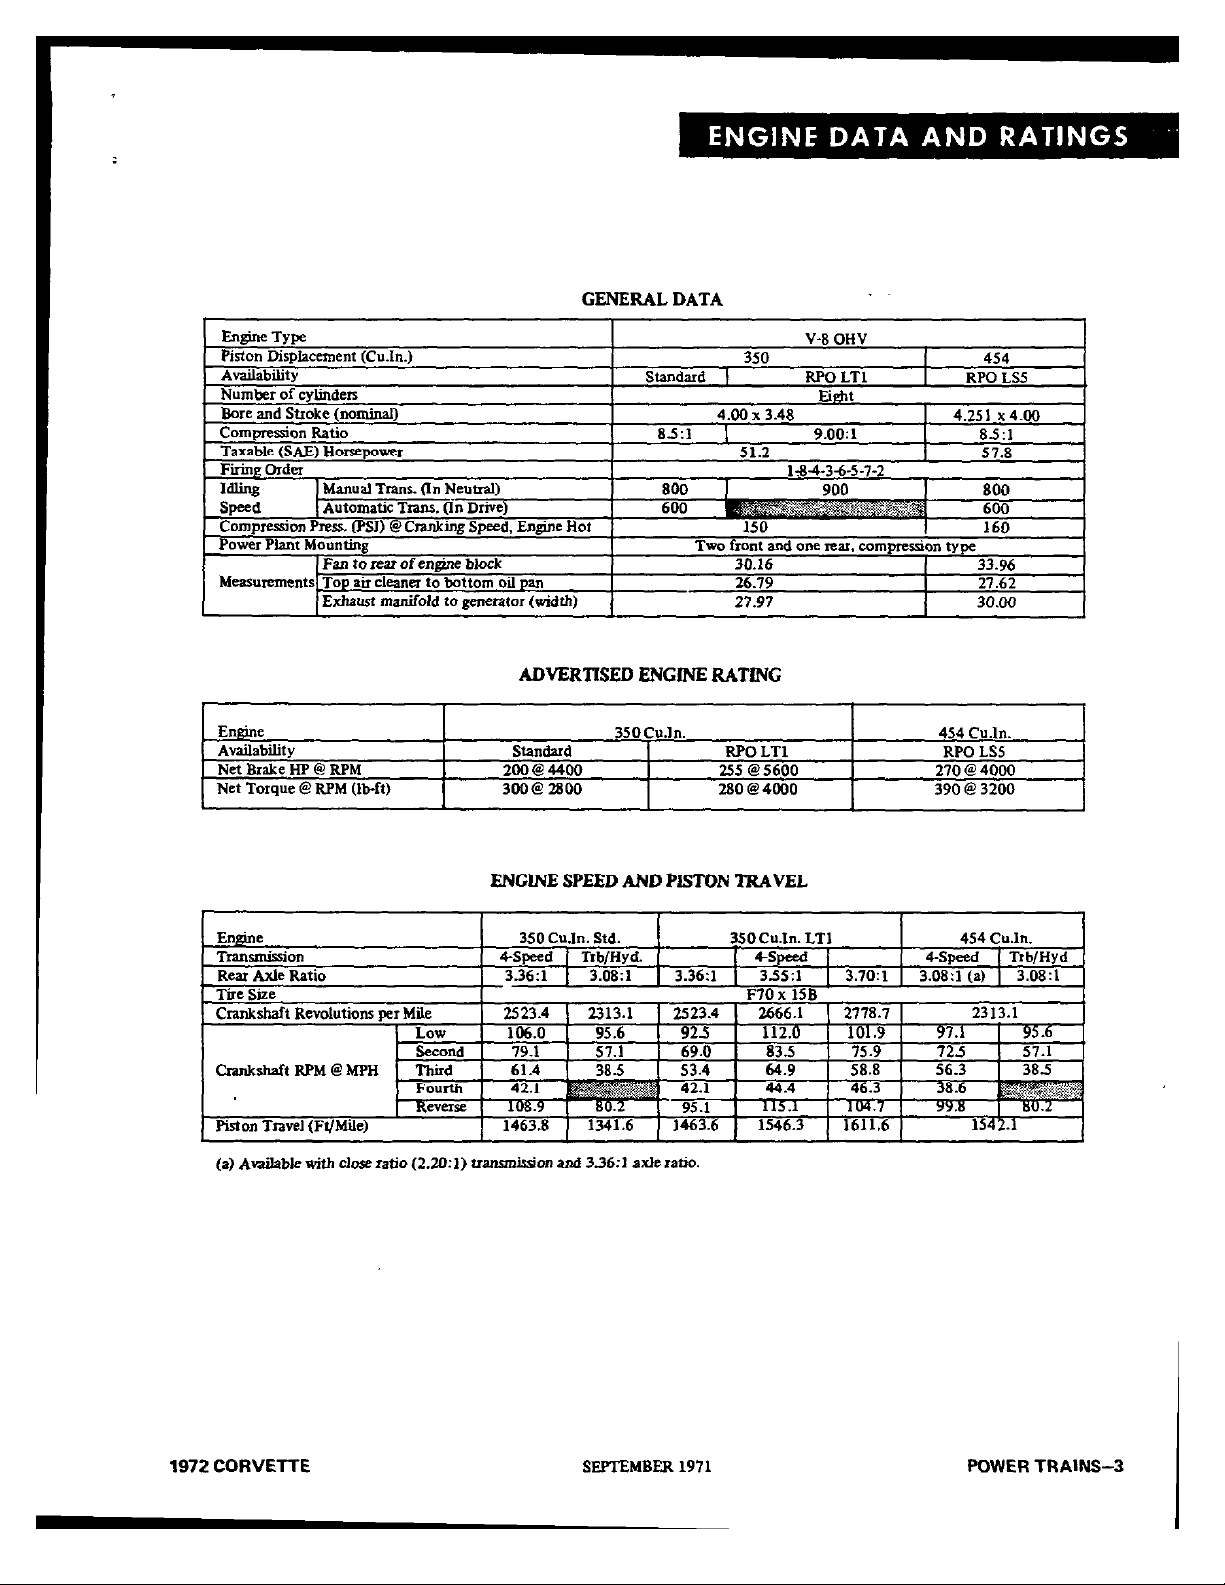 ENGINE DATA AND RATINGS
GENERAL DATA
Engine Type V-8 OHV
Piston Displacement (Cu.In.) 350 454
Availability Standard RPO LT1 RPO LS5
Number of cylinders Eight
Bore and Stroke (nominal) 4.00 x 3.48 4.251 x 4.00
Compression Ratio 8.5:1 9.00:1 8.5:1
Taxable (SAE) Horsepower 51.2 57.8
Firing Order 1-8-4-3-6-5-7-2
Idling Manual Trans. (In Neutral) 800 900 800
Speed Automatic Trans. (In Drive) 600 600
Compression Press. (PSI) @ Cranking Speed, Engine Hot 150 160
Power Plant Mounting Two front and one rear, compression type
Fan to rear of engine block 30.16 33.96
Measurements Top air cleaner to bottom oil pan 26.79 27.62
Exhaust manifold to generator (width) 27.97 30.00
ADVERTISED ENGINE RATING
Engine 350 Cu.In. 454 Cu.In.
Availability Standard RPO LT1 RPO LS5
Net Brake HP @ RPM 200 @ 4400 255 @ 5600 270 @ 4000
Net Torque @ RPM (lb-ft) 300 @ 2800 280 @ 4000 390 @ 3200
ENGINE SPEED AND PISTON TRAVEL
Engine 350 Cu.In. Std. 350 Cu.In. LT1 454 Cu.In.
Transmission 4-Speed Trb/Hyd. 4-Speed 4-Speed Trb/Hyd
Rear Axle Ratio 3.36:1 3.08:1 3.36:1 3.55:1 3.70:1 3.08:1 (a) 3.08:1
Tire Size F70 x 15B
Crankshaft Revolutions per Mile 2523.4 2313.1 2523.4 2666.1 2778.7 2313.1
Low 106.0 95.6 92.5 112.0 101.9 97.1 95.6
Second 79.1 57.1 69.0 83.5 75.9 72.5 57.1
Crankshaft RPM @ MPH Third 61.4 38.5 53.4 64.9 58.8 56.3 38.5
Fourth 42.1 42.1 44.4 46.3 38.6
Reverse 108.9 80.2 95.1 115.1 104.7 99.8 80.2
Piston Travel (Ft/Mile) 1463.8 1341.6 1463.6 1546.3 1611.6 1542.1
(a) Available with close ratio (2.20:1) transmission and 3.36:1 axle ratio.
1972 CORVETTE SEPTEMBER 1971 POWER TRAINS—3